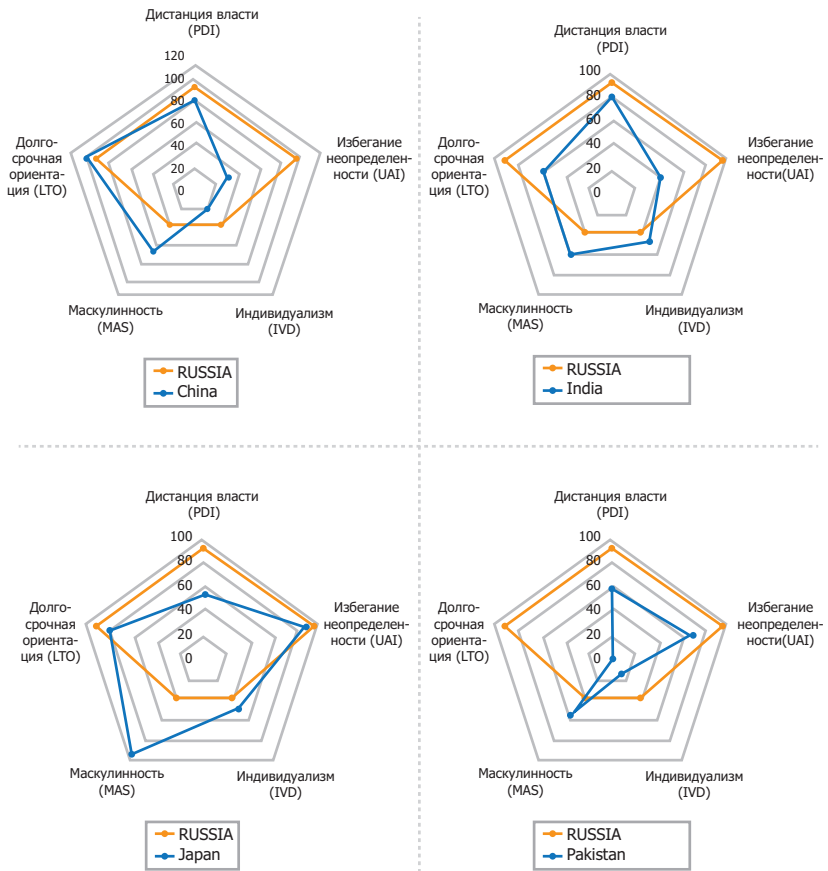 Дистанция власти
(PDI)
120
100
80
60
40
20
0
Долго-
срочная
ориента-
ция (LTO)
Избегание
неопределен-
ности (UAI)
Маскулинность
(MAS)
Индивидуализм
(IVD)
RUSSIA
China
Дистанция власти
(PDI)
100
80
60
40
20
0
Долго-
срочная
ориента-
ция (LTO)
Избегание
неопределен-
ности(UAI)
Маскулинность
(MAS)
Индивидуализм
(IVD)
RUSSIA
India
Дистанция власти
(PDI)
100
80
60
40
20
0
Долго-
срочная
ориента-
ция (LTO)
Избегание
неопределен-
ности (UAI)
Маскулинность
(MAS)
Индивидуализм
(IVD)
RUSSIA
Japan
Дистанция власти
(PDI)
100
80
60
40
20
0
Долго-
срочная
ориента-
ция (LTO)
Избегание
неопределен-
ности(UAI)
Маскулинность
(MAS)
Индивидуализм
(IVD)
RUSSIA
Pakistan